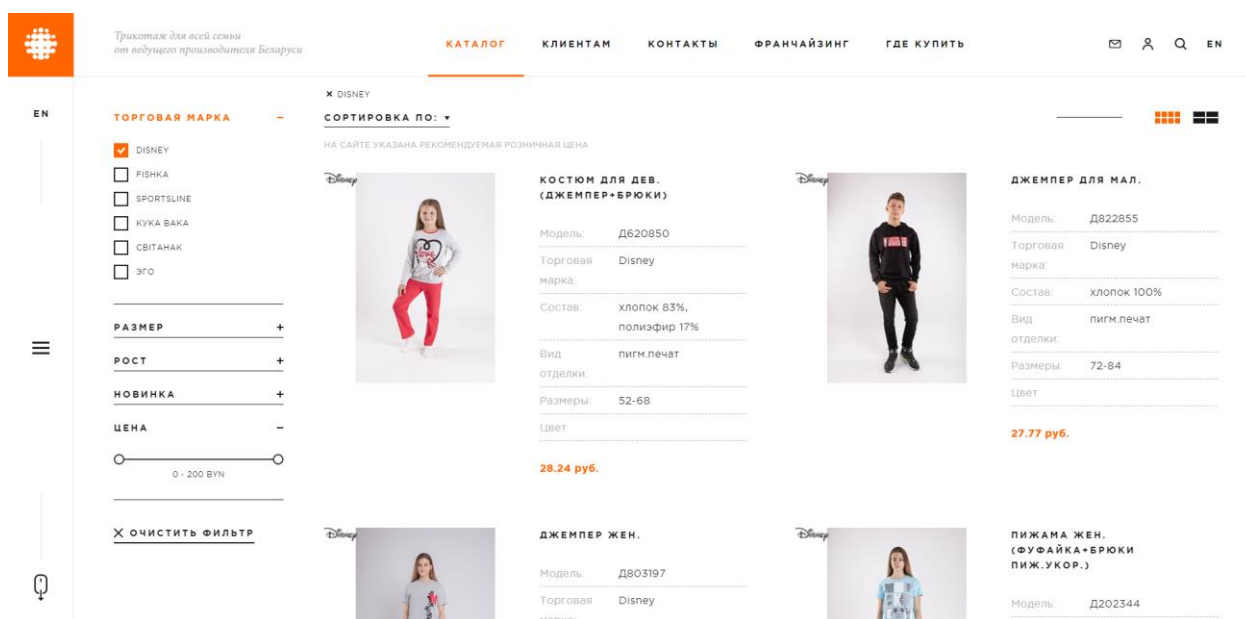 Трикотаж для всей семьи
от ведущего производителя Беларуси
КАТАЛОГ КЛИЕНТАМ КОНТАКТЫ ФРАНЧАЙЗИНГ ГДЕ КУПИТЬ EN
EN
ТОРГОВАЯ МАРКА −
DISNEY
FISHKA
SPORTSLINE
КУКА ВАКА
СВІТАНАК
ЭГО
РАЗМЕР +
РОСТ +
НОВИНКА +
ЦЕНА −
0 - 200 BYN
ОЧИСТИТЬ ФИЛЬТР
× DISNEY
СОРТИРОВКА ПО:
НА САЙТЕ УКАЗАНА РЕКОМЕНДУЕМАЯ РОЗНИЧНАЯ ЦЕНА
Disney
КОСТЮМ ДЛЯ ДЕВ.
(ДЖЕМПЕР+БРЮКИ)
Модель: Д620850
Торговая Disney
марка:
Состав: хлопок 83%,
полиэфир 17%
Вид пигм.печат
отделки:
Размеры: 52-68
Цвет
28.24 руб.
Disney
ДЖЕМПЕР ДЛЯ МАЛ.
Модель: Д822855
Торговая Disney
марка:
Состав: хлопок 100%
Вид пигм.печат
отделки:
Размеры: 72-84
Цвет
27.77 руб.
Disney
ДЖЕМПЕР ЖЕН.
Модель: Д803197
Торговая Disney
Disney
ПИЖАМА ЖЕН.
(ФУФАЙКА+БРЮКИ
ПИЖ.УКОР.)
Модель: Д202344